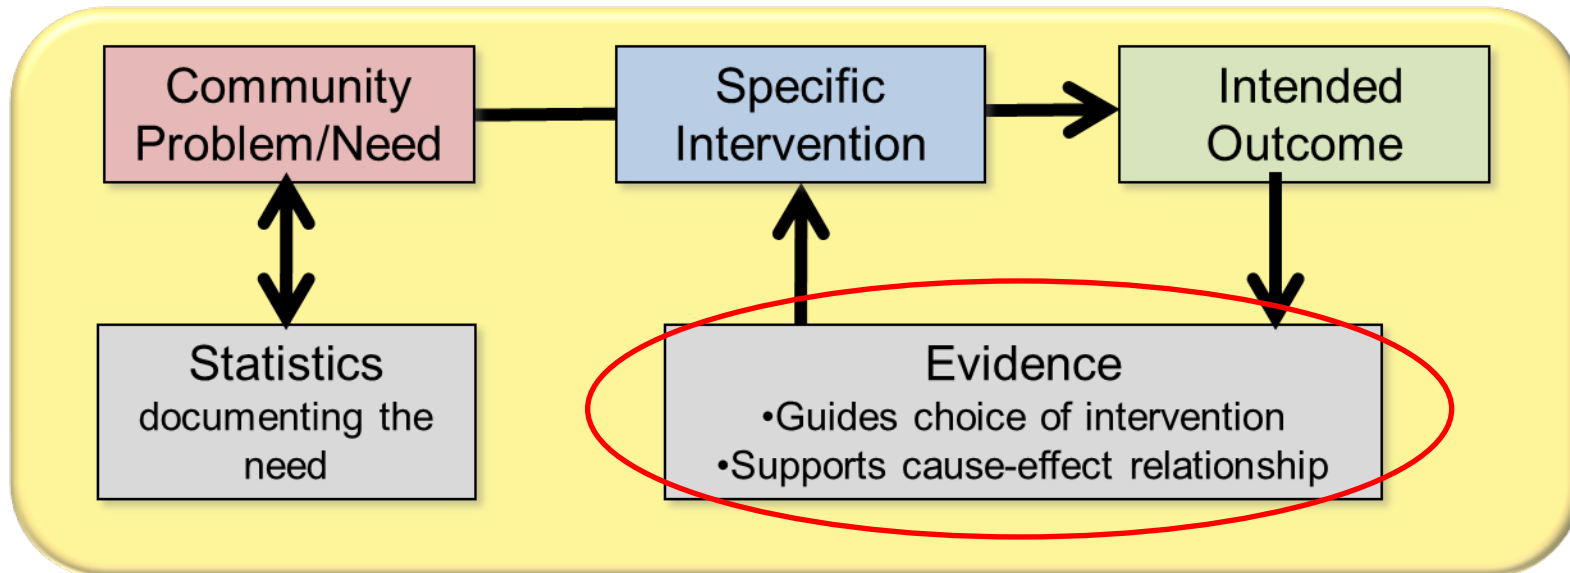 Community
Problem/Need
Specific
Intervention
Intended
Outcome
Statistics
documenting the
need
Evidence
•Guides choice of intervention
•Supports cause-effect relationship